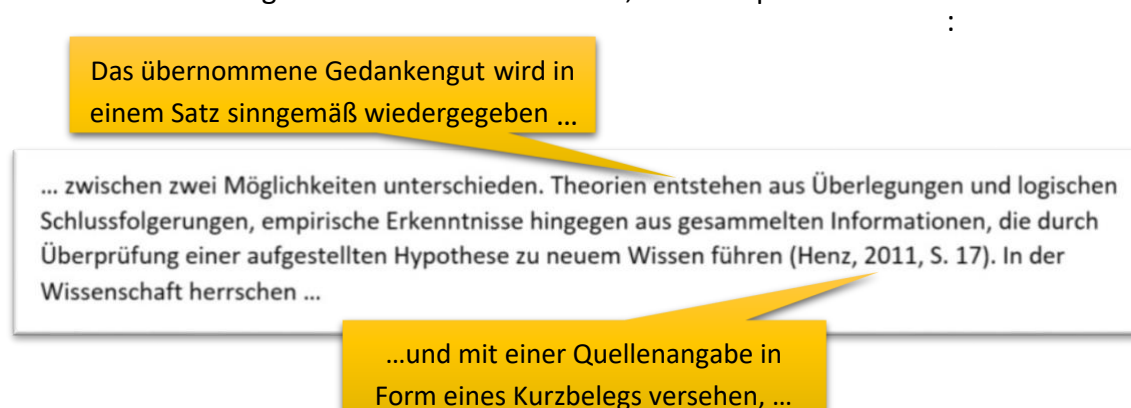 :
Das übernommene Gedankengut wird in
einem Satz sinngemäß wiedergegeben ...
... zwischen zwei Möglichkeiten unterschieden. Theorien entstehen aus Überlegungen und logischen
Schlussfolgerungen, empirische Erkenntnisse hingegen aus gesammelten Informationen, die durch
Überprüfung einer aufgestellten Hypothese zu neuem Wissen führen (Henz, 2011, S. 17). In der
Wissenschaft herrschen ...
...und mit einer Quellenangabe in
Form eines Kurzbelegs versehen, ...